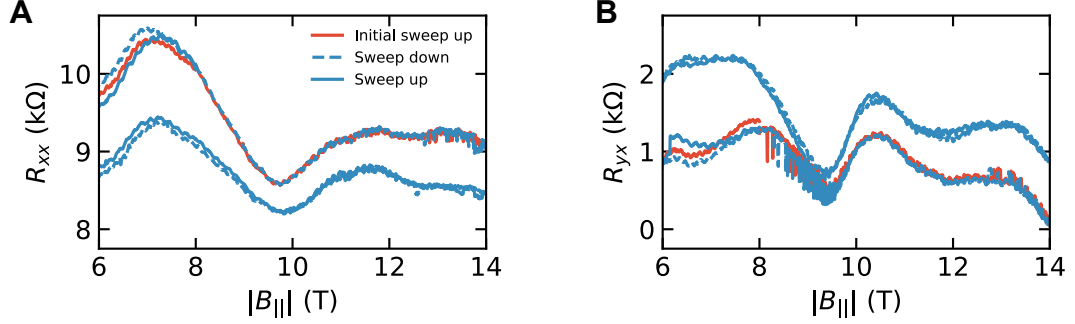 A
R_xx (kΩ)
10
9
8
Initial sweep up
Sweep down
Sweep up
6
8
10
12
14
|B_||| (T)
B
R_yx (kΩ)
2
1
0
6
8
10
12
14
|B_||| (T)